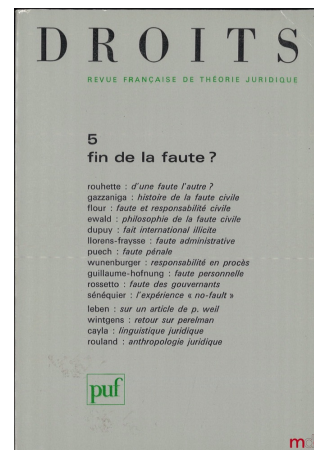 DROITS
REVUE FRANÇAISE DE THÉORIE JURIDIQUE
5
fin de la faute ?
rouhette : d'une faute l'autre ?
gazzaniga : histoire de la faute civile
flour : faute et responsabilité civile
ewald : philosophie de la faute civile
dupuy : fait international illicite
llorens-fraysse : faute administrative
puech : faute pénale
wunenburger : responsabilité en procès
guillaume-hofnung : faute personnelle
rossetto : faute des gouvernants
sénéquier : l'expérience « no-fault »
leben : sur un article de p. weil
wintgens : retour sur perelman
cayla : linguistique juridique
rouland : anthropologie juridique
puf